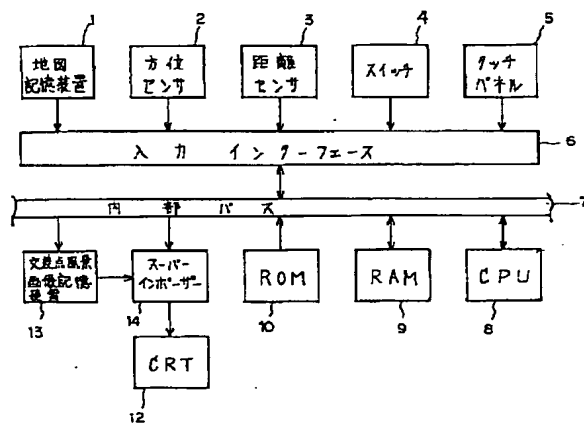 1
2
3
4
5
地図
記憶装置
方位
センサ
距離
センサ
スイッチ
タッチ
パネル
入力インターフェース
6
内部バス
7
交差点風景
画像記憶
装置
スーパー
インポーザー
ROM
RAM
CPU
13
14
10
9
8
CRT
12